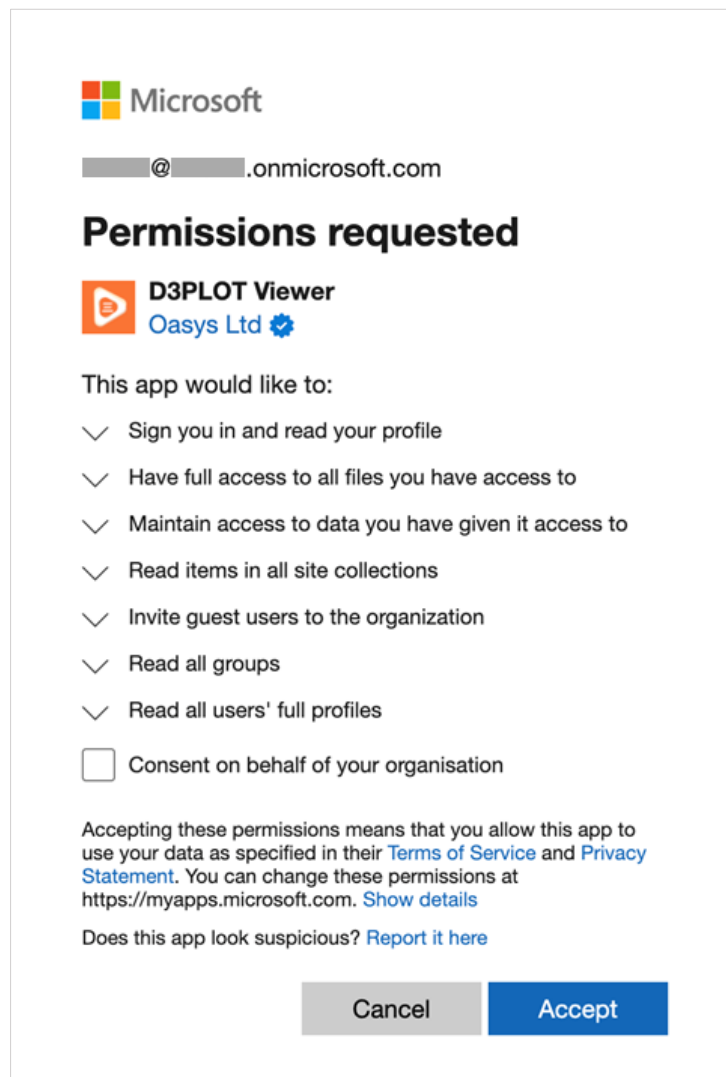 Microsoft
@ .onmicrosoft.com
Permissions requested
D3PLOT Viewer
Oasys Ltd
This app would like to:
Sign you in and read your profile
Have full access to all files you have access to
Maintain access to data you have given it access to
Read items in all site collections
Invite guest users to the organization
Read all groups
Read all users' full profiles
Consent on behalf of your organisation
Accepting these permissions means that you allow this app to
use your data as specified in their Terms of Service and Privacy
Statement. You can change these permissions at
https://myapps.microsoft.com. Show details
Does this app look suspicious? Report it here
Cancel Accept